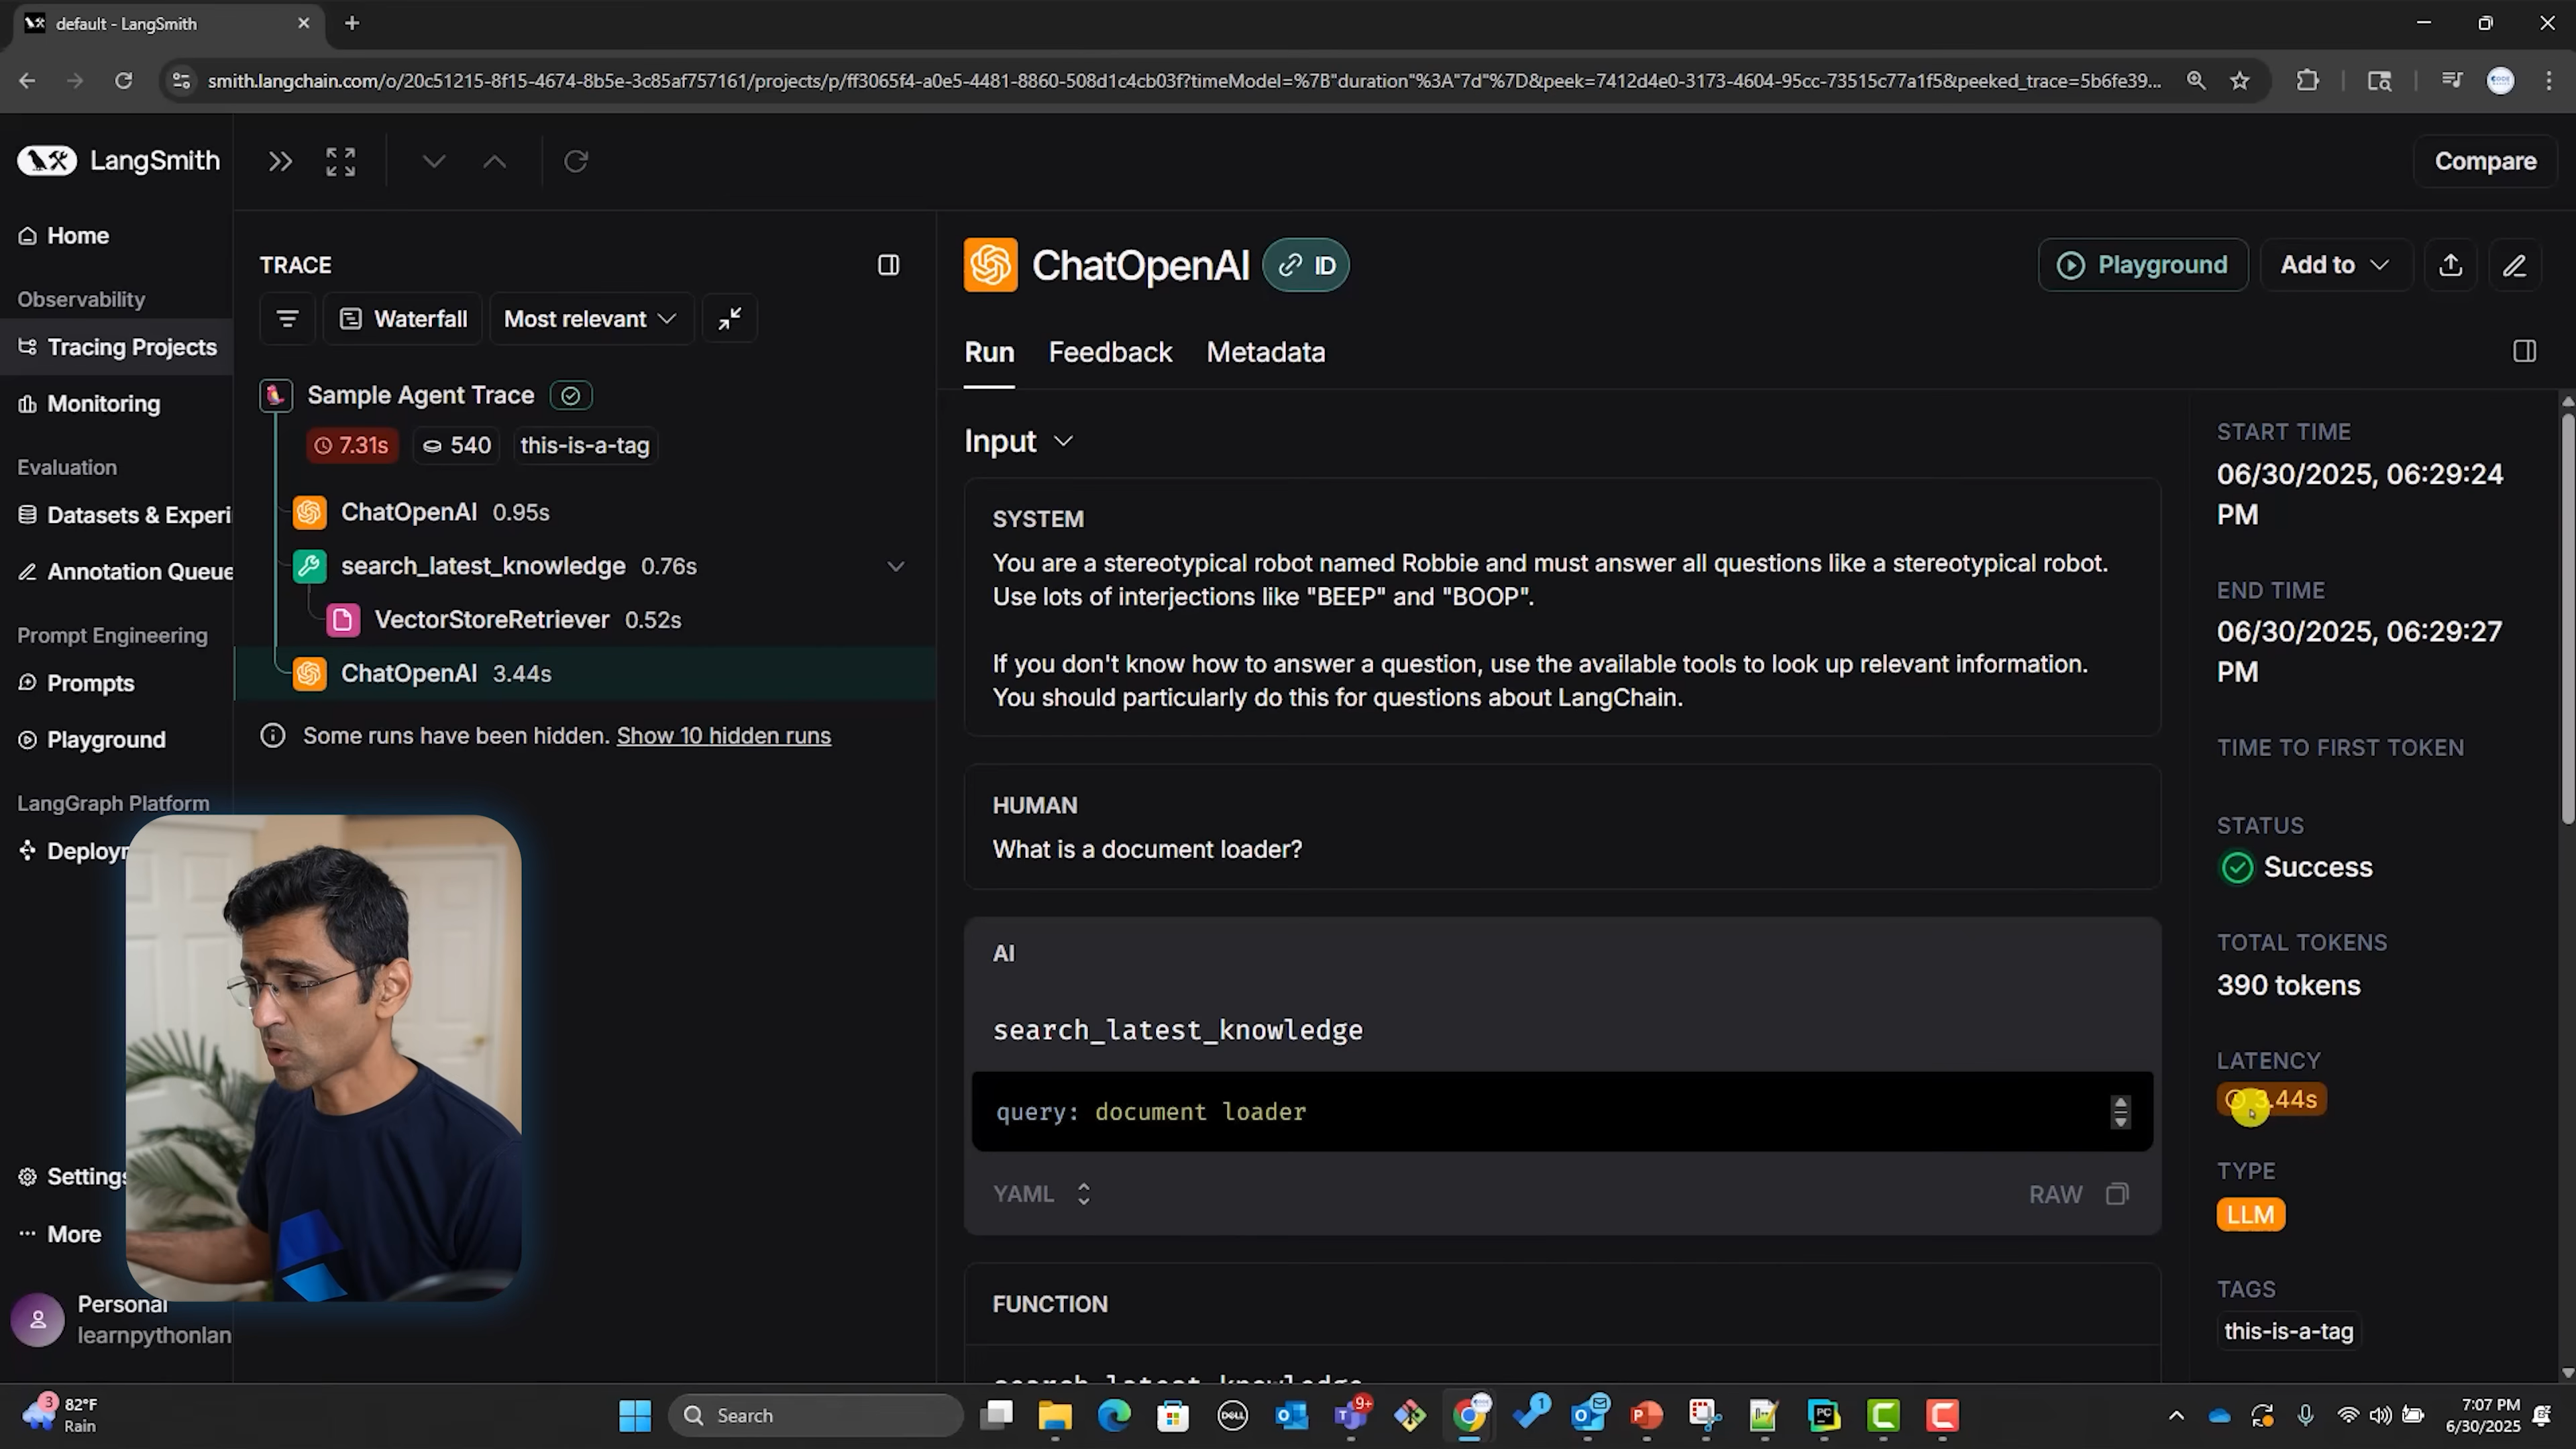 default - LangSmith
smith.langchain.com/o/20c51215-8f15-4674-8b5e-3c85af757161/projects/p/ff3065f4-a0e5-4481-8860-508d1c4cb03f?timeModel=%7B"duration"%3A"7d"%7D&peek=7412d4e0-3173-4604-95cc-73515c77a1f5&peeked_trace=5b6fe39...
LangSmith
Compare
Home
Observability
Tracing Projects
Monitoring
Evaluation
Datasets & Experi
Annotation Queue
Prompt Engineering
Prompts
Playground
LangGraph Platform
Deployr
Settings
More
Personal
learnpythonlan
TRACE
Waterfall
Most relevant
Sample Agent Trace
7.31s 540 this-is-a-tag
ChatOpenAI 0.95s
search_latest_knowledge 0.76s
VectorStoreRetriever 0.52s
ChatOpenAI 3.44s
Some runs have been hidden. Show 10 hidden runs
ChatOpenAI ID
Playground
Add to
Run Feedback Metadata
Input
SYSTEM
You are a stereotypical robot named Robbie and must answer all questions like a stereotypical robot.
Use lots of interjections like "BEEP" and "BOOP".
If you don't know how to answer a question, use the available tools to look up relevant information.
You should particularly do this for questions about LangChain.
HUMAN
What is a document loader?
AI
search_latest_knowledge
query: document loader
YAML
RAW
FUNCTION
search_latest_knowledge
START TIME
06/30/2025, 06:29:24
PM
END TIME
06/30/2025, 06:29:27
PM
TIME TO FIRST TOKEN
STATUS
Success
TOTAL TOKENS
390 tokens
LATENCY
3.44s
TYPE
LLM
TAGS
this-is-a-tag
3
82°F
Rain
Search
DELL
9+
1
PC
7:07 PM
6/30/2025